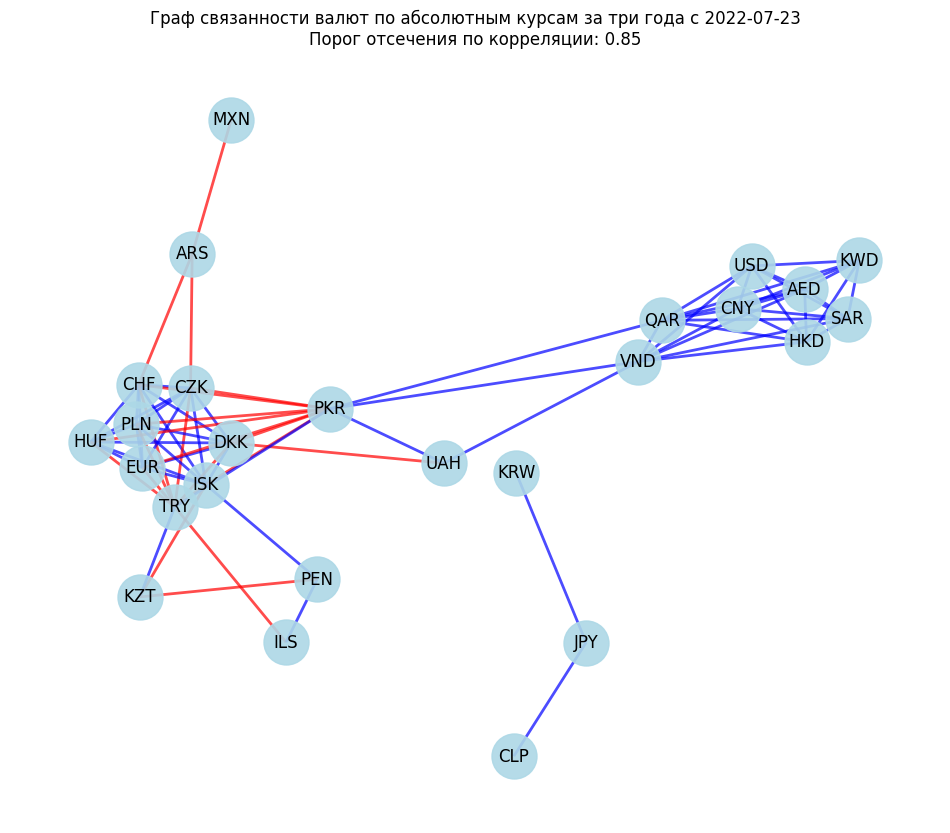 Граф связанности валют по абсолютным курсам за три года с 2022-07-23
Порог отсечения по корреляции: 0.85
MXN
ARS
USD
KWD
AED
CNY
QAR
SAR
HKD
VND
CHF
CZK
PKR
PLN
HUF
DKK
EUR
UAH
KRW
ISK
TRY
PEN
KZT
ILS
JPY
CLP